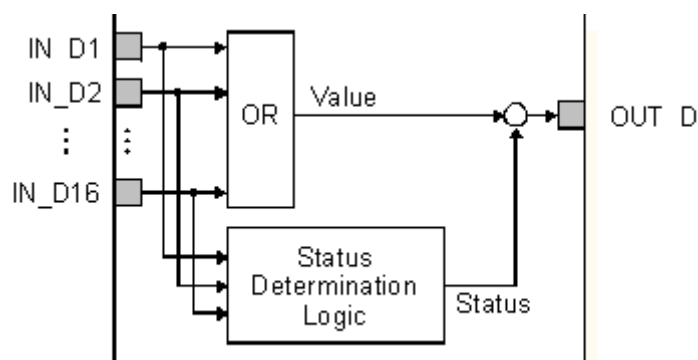 IN_D1
IN_D2
IN_D16
OR
Value
OUT_D
Status
Determination
Logic
Status